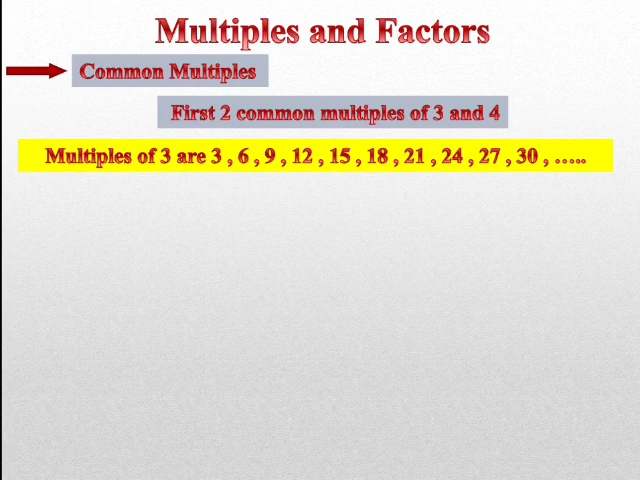 Multiples and Factors
Common Multiples
First 2 common multiples of 3 and 4
Multiples of 3 are 3 , 6 , 9 , 12 , 15 , 18 , 21 , 24 , 27 , 30 , …..